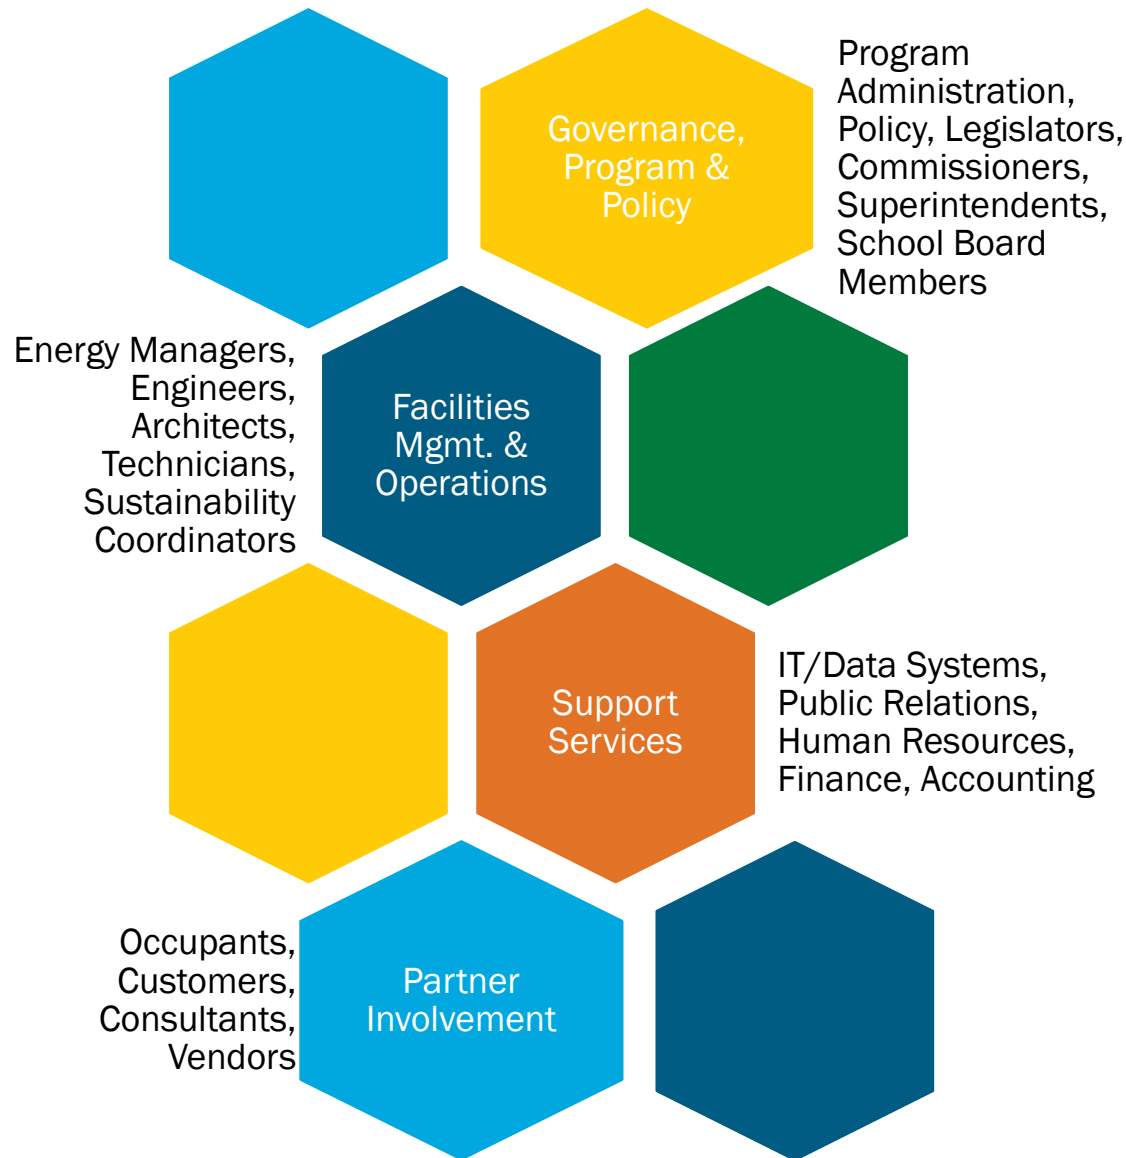 Governance,
Program &
Policy
Program
Administration,
Policy, Legislators,
Commissioners,
Superintendents,
School Board
Members
Energy Managers,
Engineers,
Architects,
Technicians,
Sustainability
Coordinators
Facilities
Mgmt. &
Operations
Support
Services
IT/Data Systems,
Public Relations,
Human Resources,
Finance, Accounting
Occupants,
Customers,
Consultants,
Vendors
Partner
Involvement